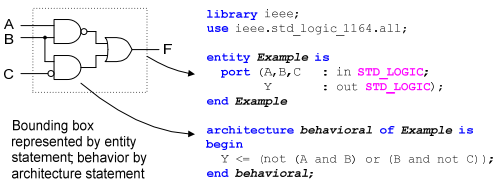 A
B
C
F
Bounding box
represented by entity
statement; behavior by
architecture statement
library ieee;
use ieee.std_logic_1164.all;
entity Example is
port (A,B,C : in STD_LOGIC;
Y : out STD_LOGIC);
end Example
architecture behavioral of Example is
begin
Y <= (not (A and B) or (B and not C));
end behavioral;